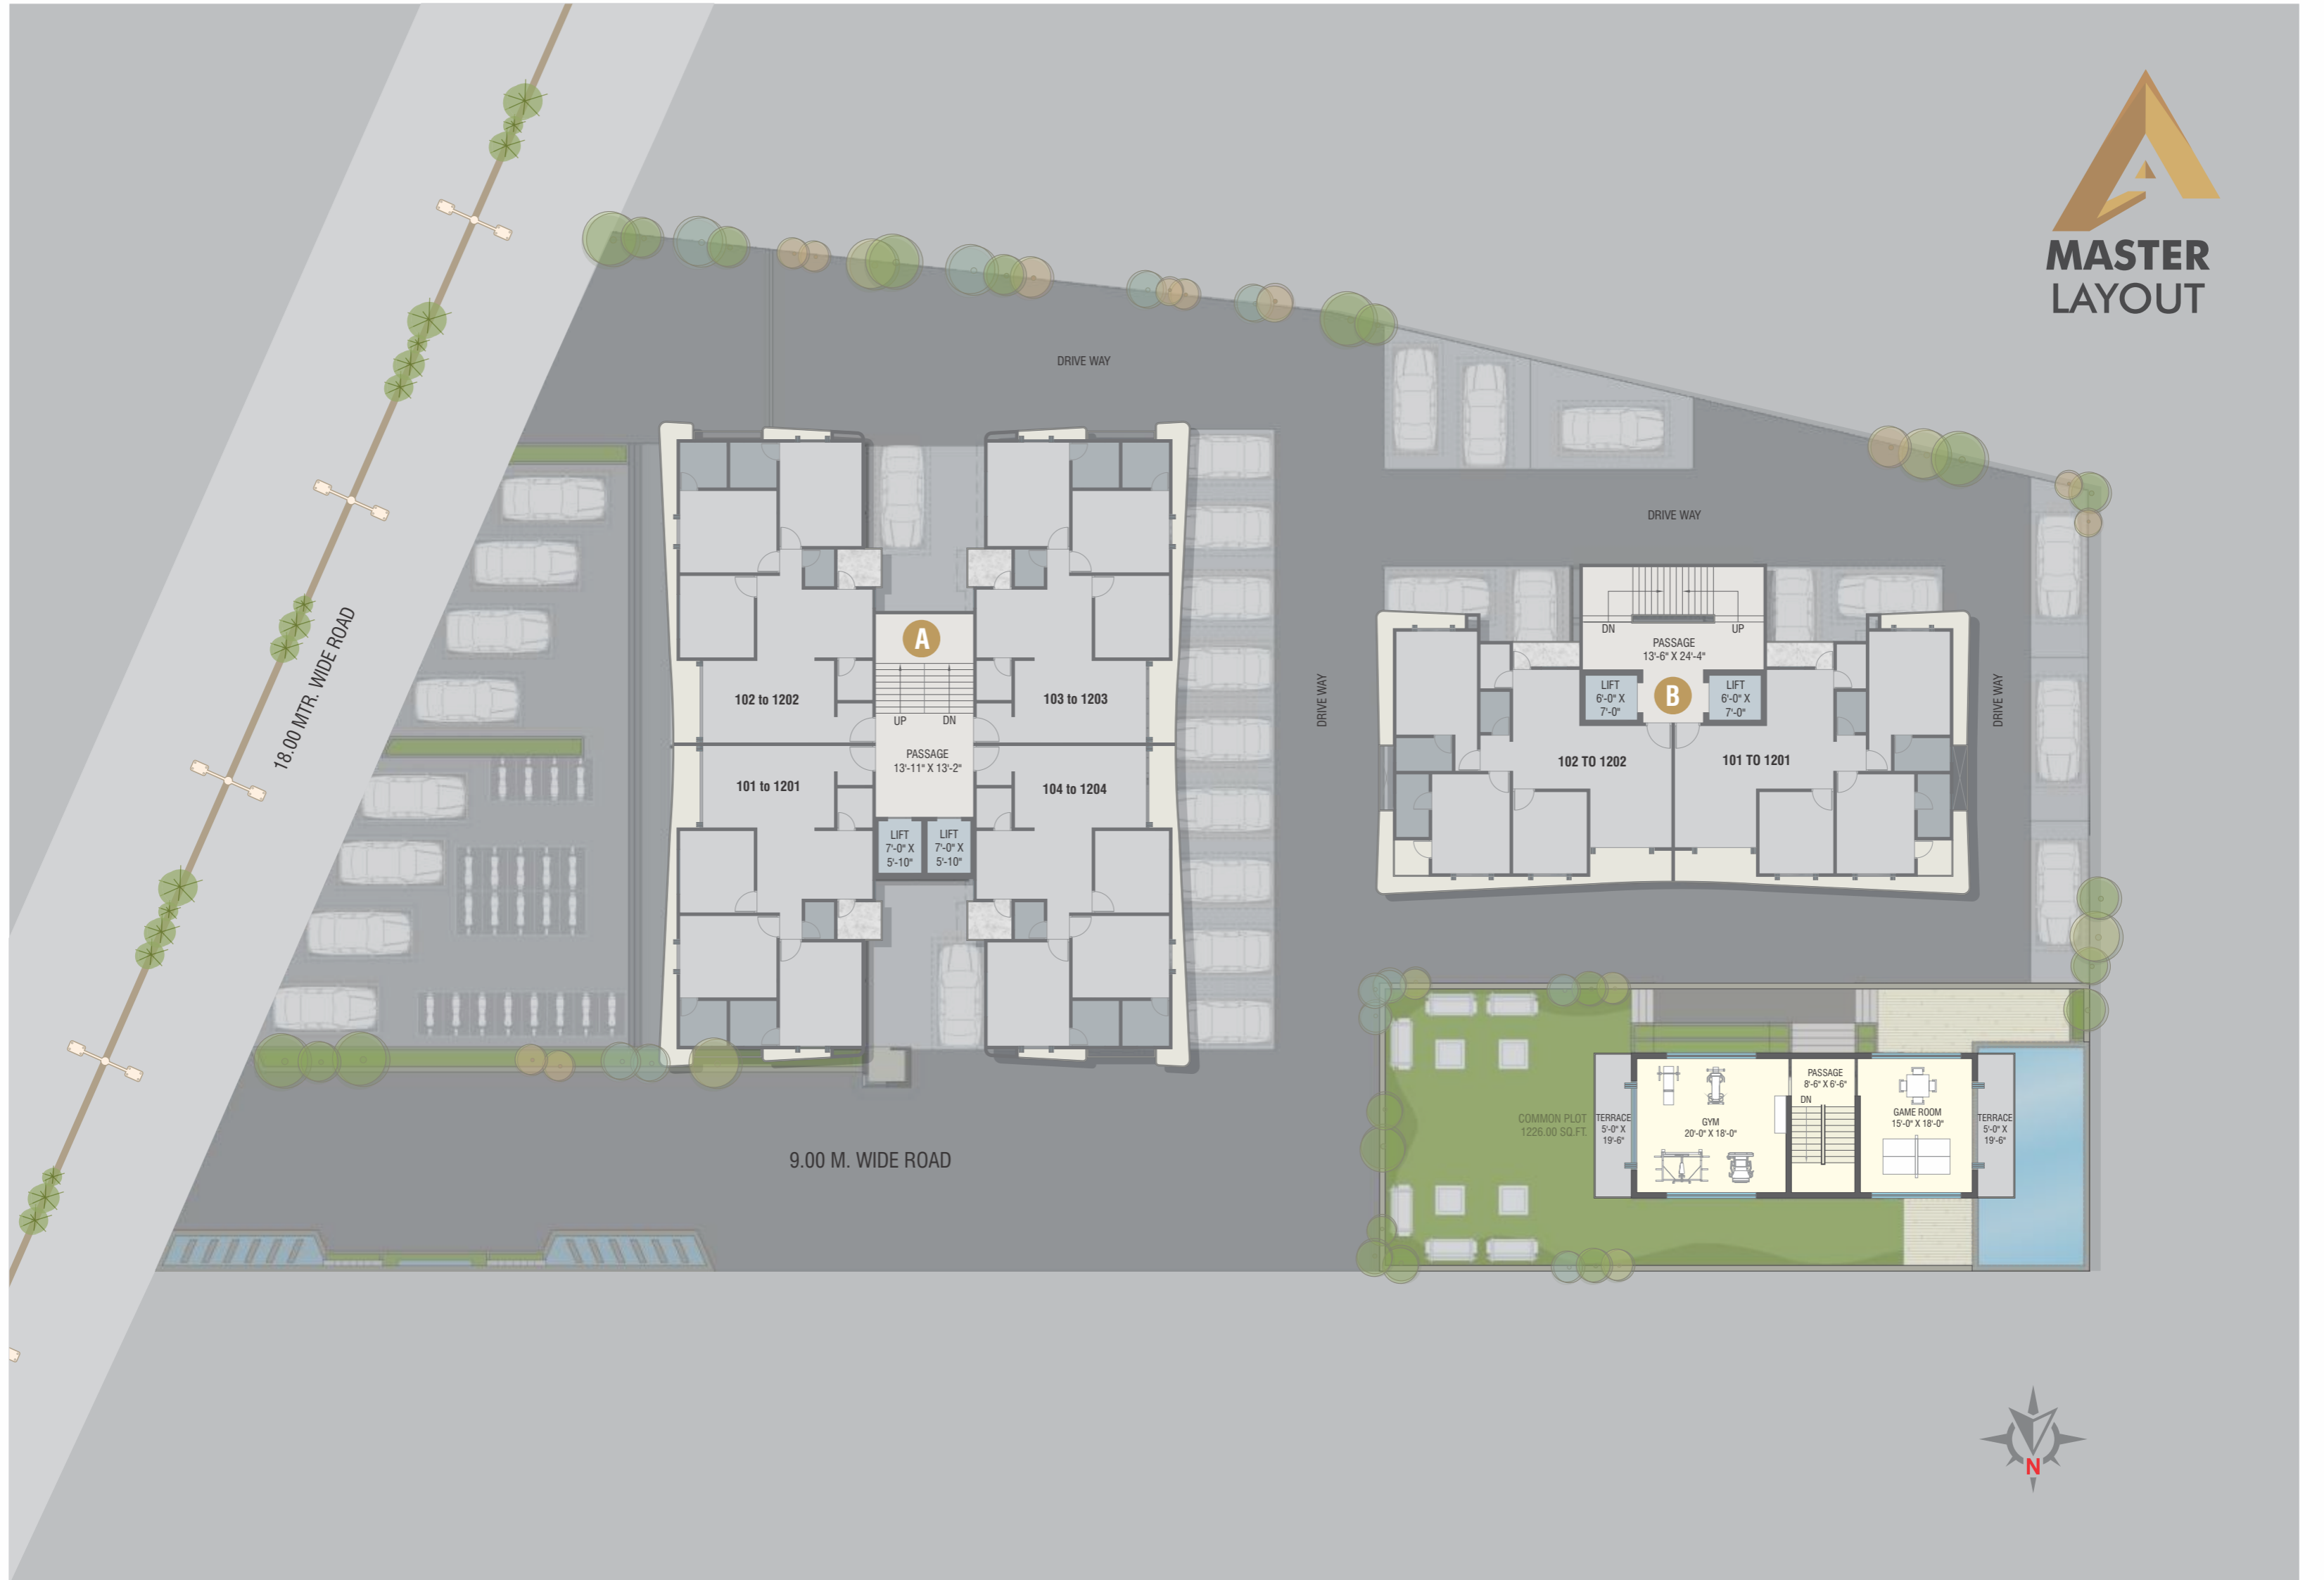 MASTER
LAYOUT
DRIVE WAY
DRIVE WAY
18.00 MTR. WIDE ROAD
A
102 to 1202
103 to 1203
UP
DN
PASSAGE
13'-11" X 13'-2"
101 to 1201
104 to 1204
LIFT
7'-0" X
5'-10"
LIFT
7'-0" X
5'-10"
DRIVE WAY
DN
UP
PASSAGE
13'-6" X 24'-4"
LIFT
6'-0" X
7'-0"
B
LIFT
6'-0" X
7'-0"
102 TO 1202
101 TO 1201
DRIVE WAY
9.00 M. WIDE ROAD
COMMON PLOT
1226.00 SQ.FT.
TERRACE
5'-0" X
19'-6"
GYM
20'-0" X 18'-0"
PASSAGE
8'-6" X 6'-6"
DN
GAME ROOM
15'-0" X 18'-0"
TERRACE
5'-0" X
19'-6"
N